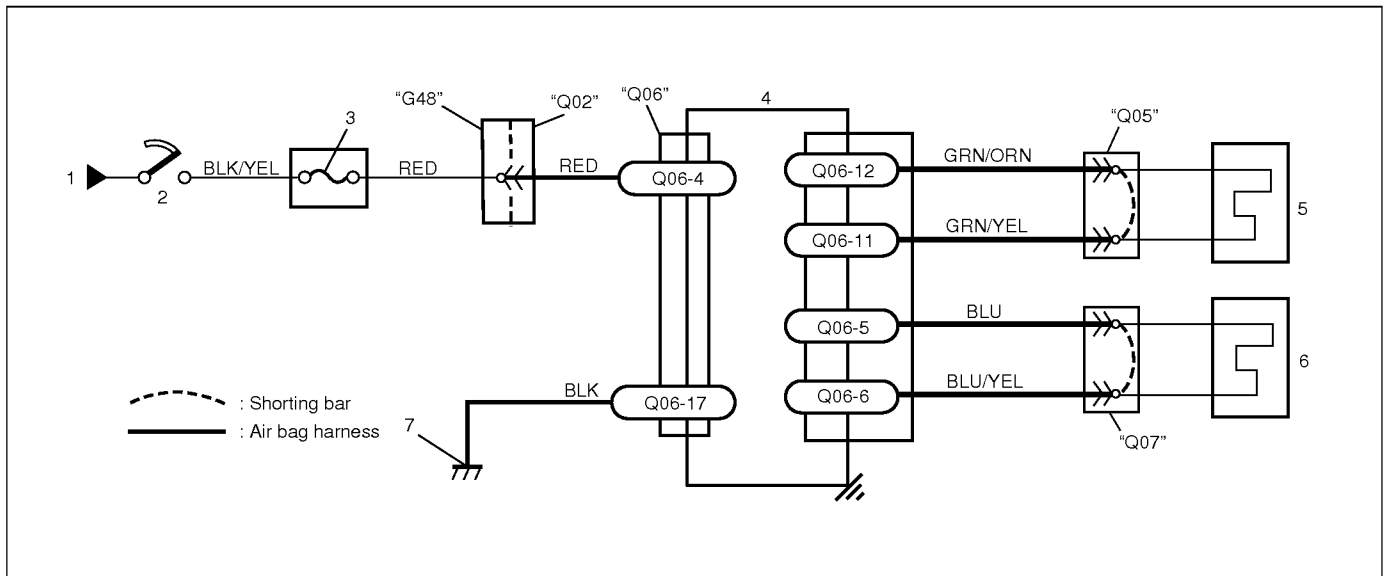 "G48"
"Q02"
"Q06"
4
"Q05"
3
1
BLK/YEL
RED
RED
Q06-4
Q06-12
GRN/ORN
2
5
Q06-11
GRN/YEL
Q06-5
BLU
6
Q06-6
BLU/YEL
BLK
Q06-17
: Shorting bar
: Air bag harness
7
"Q07"